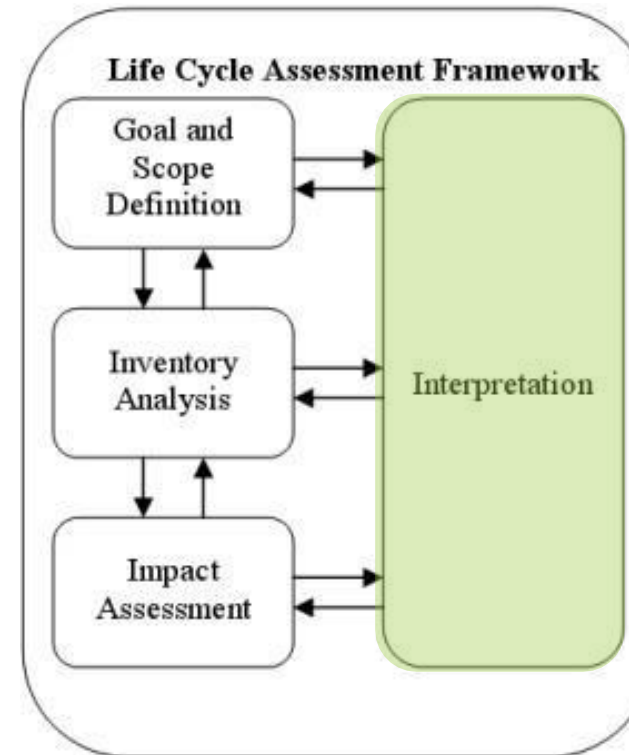 Life Cycle Assessment Framework
Goal and
Scope
Definition
Inventory
Analysis
Interpretation
Impact
Assessment